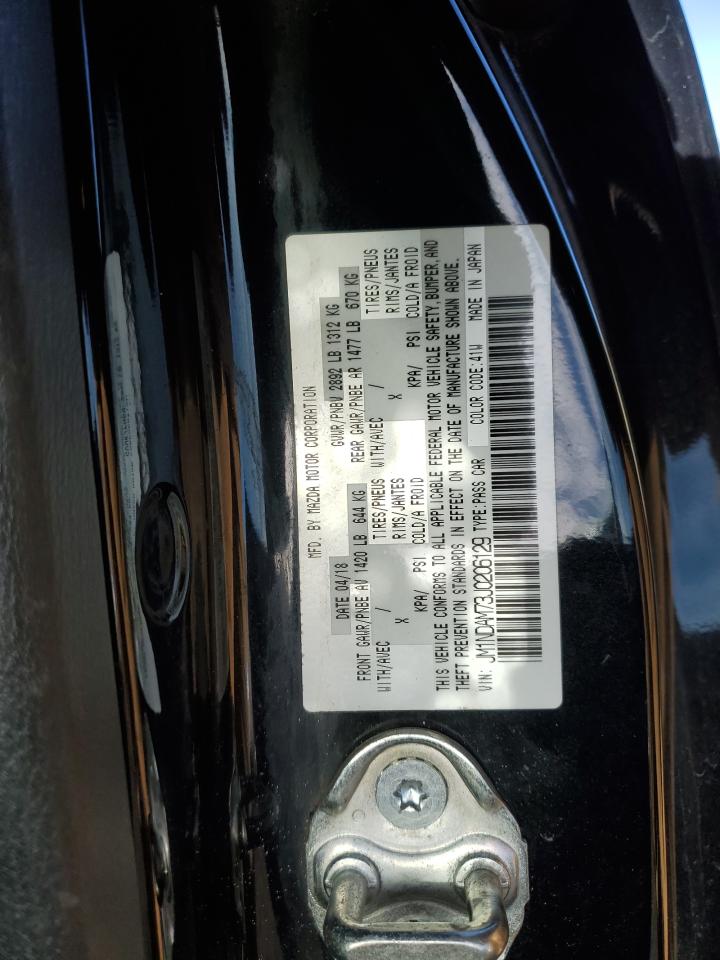 MFD. BY MAZDA MOTOR CORPORATION
DATE 04/18 GVWR/PNBV 2892 LB 1312 KG
FRONT GAWR/PNBE AV 1420 LB 644 KG REAR GAWR/PNBE AR 1477 LB 670 KG
WITH/AVEC TIRES/PNEUS WITH/AVEC / TIRES/PNEUS
X RIMS/JANTES X RIMS/JANTES
KPA/ PSI COLD/A FROID KPA/ PSI COLD/A FROID
THIS VEHICLE CONFORMS TO ALL APPLICABLE FEDERAL MOTOR VEHICLE SAFETY, BUMPER, AND
THEFT PREVENTION STANDARDS IN EFFECT ON THE DATE OF MANUFACTURE SHOWN ABOVE.
VIN: JM1NDAM73J0206129 TYPE:PASS CAR COLOR CODE:41W MADE IN JAPAN